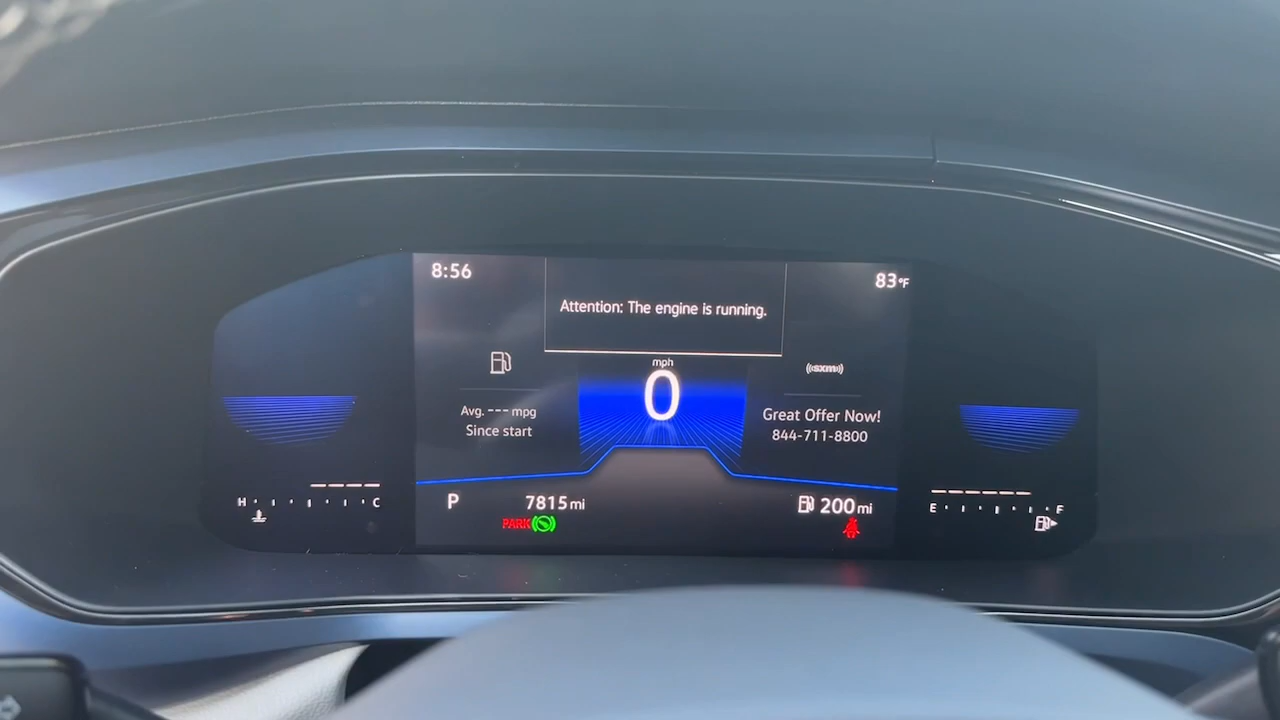 8:56
83°F
Attention: The engine is running.
mph
0
((sxm))
Avg. --- mpg
Since start
Great Offer Now!
844-711-8800
H C
P
7815 mi
200 mi
E F
PARK